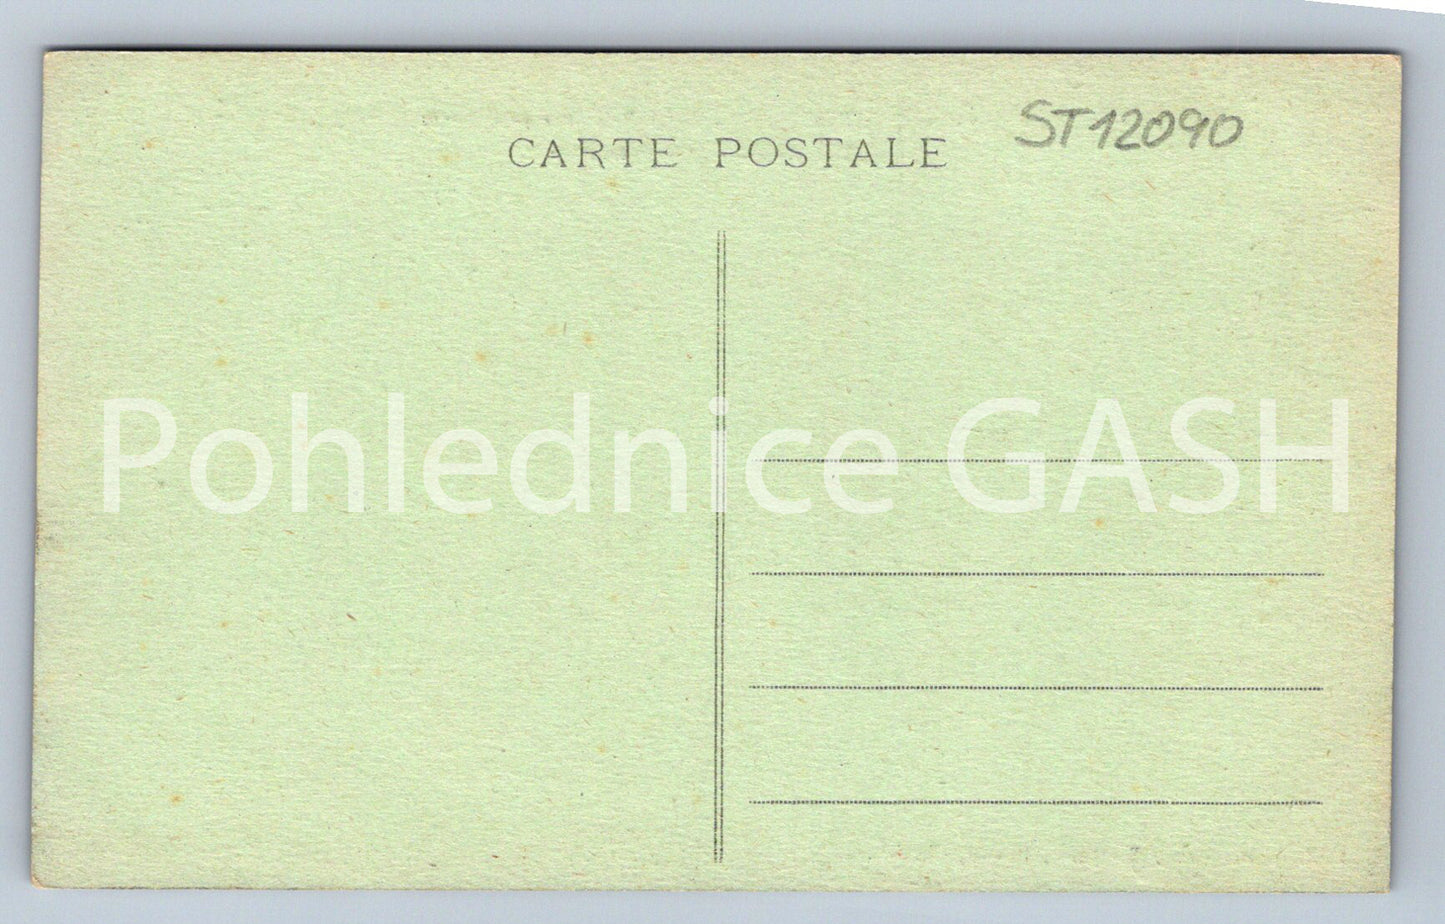 CARTE POSTALE
ST12090
Pohlednice GASH